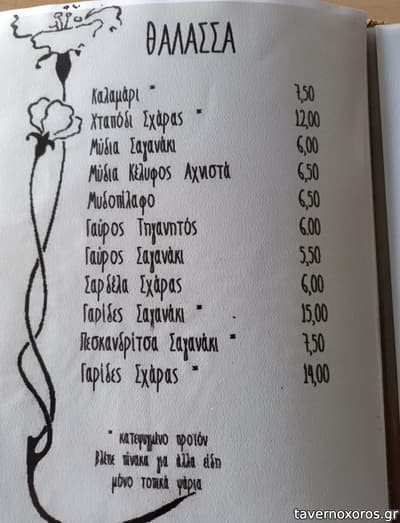 ΘΑΛΑΣΣΑ
Καλαμάρι * 7,50
Χταπόδι Σχάρας * 12,00
Μύδια Σαγανάκι 6,00
Μύδια Κέλυφος Αχνιστά 6,50
Μυδοπίλαφο 6,50
Γαύρος Τηγανητός 6.00
Γαύρος Σαγανάκι 5,50
Σαρδέλα Σχάρας 6,00
Γαρίδες Σαγανάκι * 15,00
Πεσκανδρίτσα Σαγανάκι * 7,50
Γαρίδες Σχάρας * 14,00
* κατεψυγμένο προϊόν
βλέπε πίνακα για άλλα είδη
μόνο τοπικά ψάρια
tavernoxoros.gr